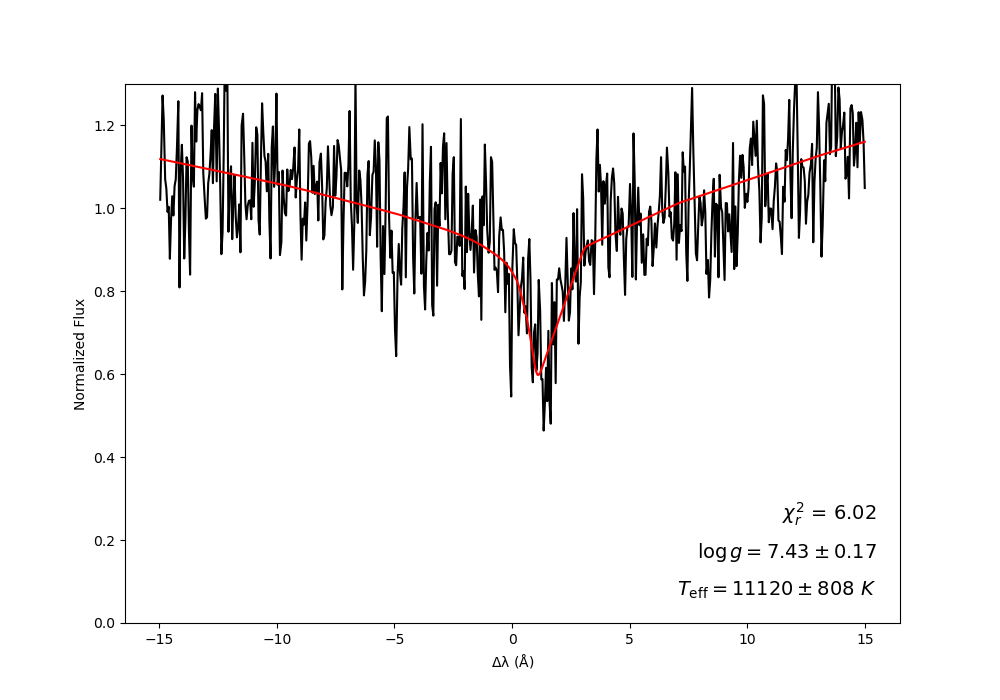 1.2
1.0
0.8
0.6
0.4
0.2
0.0
Normalized Flux
χ²ᵣ = 6.02
log g = 7.43 ± 0.17
T_eff = 11120 ± 808 K
−15 −10 −5 0 5 10 15
Δλ (Å)